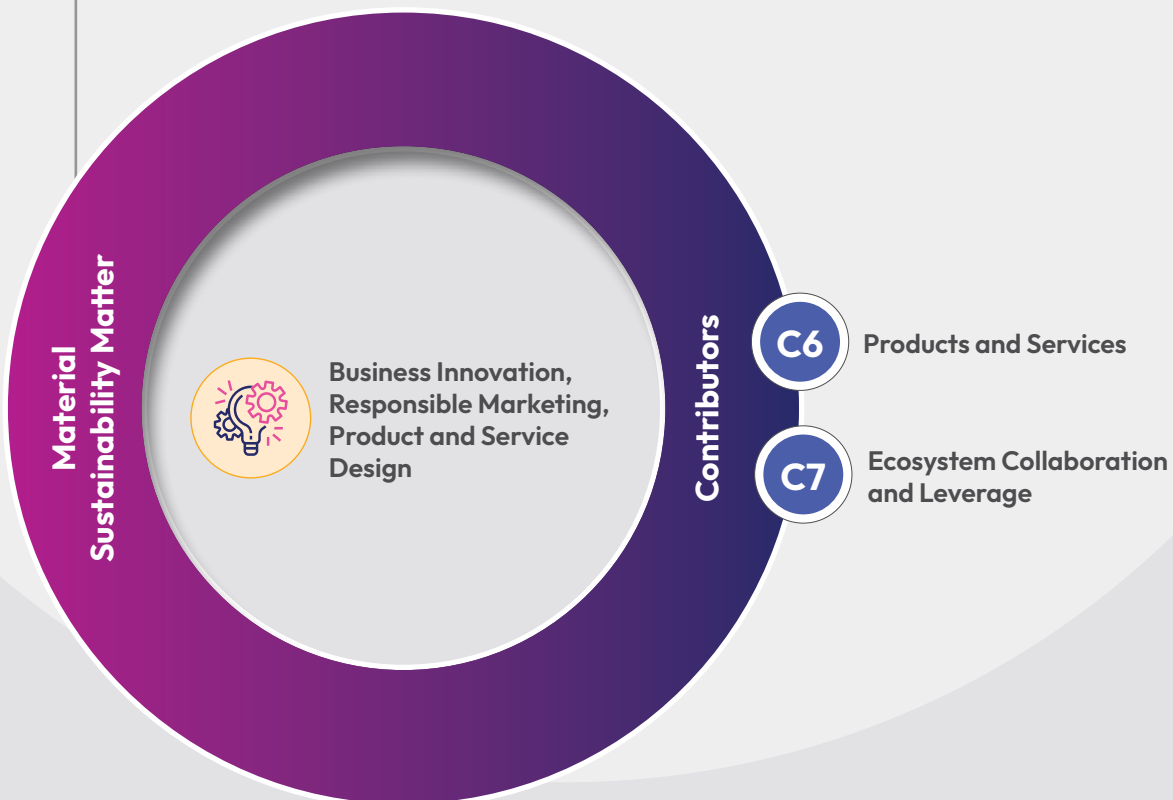 Material
Sustainability Matter
Business Innovation,
Responsible Marketing,
Product and Service
Design
Contributors
C6
Products and Services
C7
Ecosystem Collaboration
and Leverage